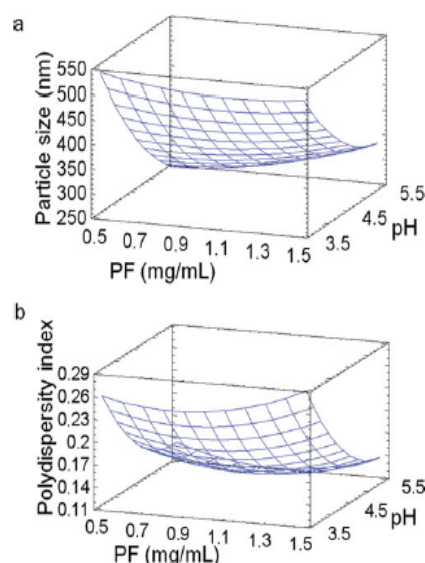 a
Particle size (nm)
550
500
450
400
350
300
250
0.5 0.7 0.9 1.1 1.3 1.5
PF (mg/mL)
3.5 4.5 5.5
pH
b
Polydispersity index
0.29
0.26
0.23
0.2
0.17
0.14
0.11
0.5 0.7 0.9 1.1 1.3 1.5
PF (mg/mL)
3.5 4.5 5.5
pH